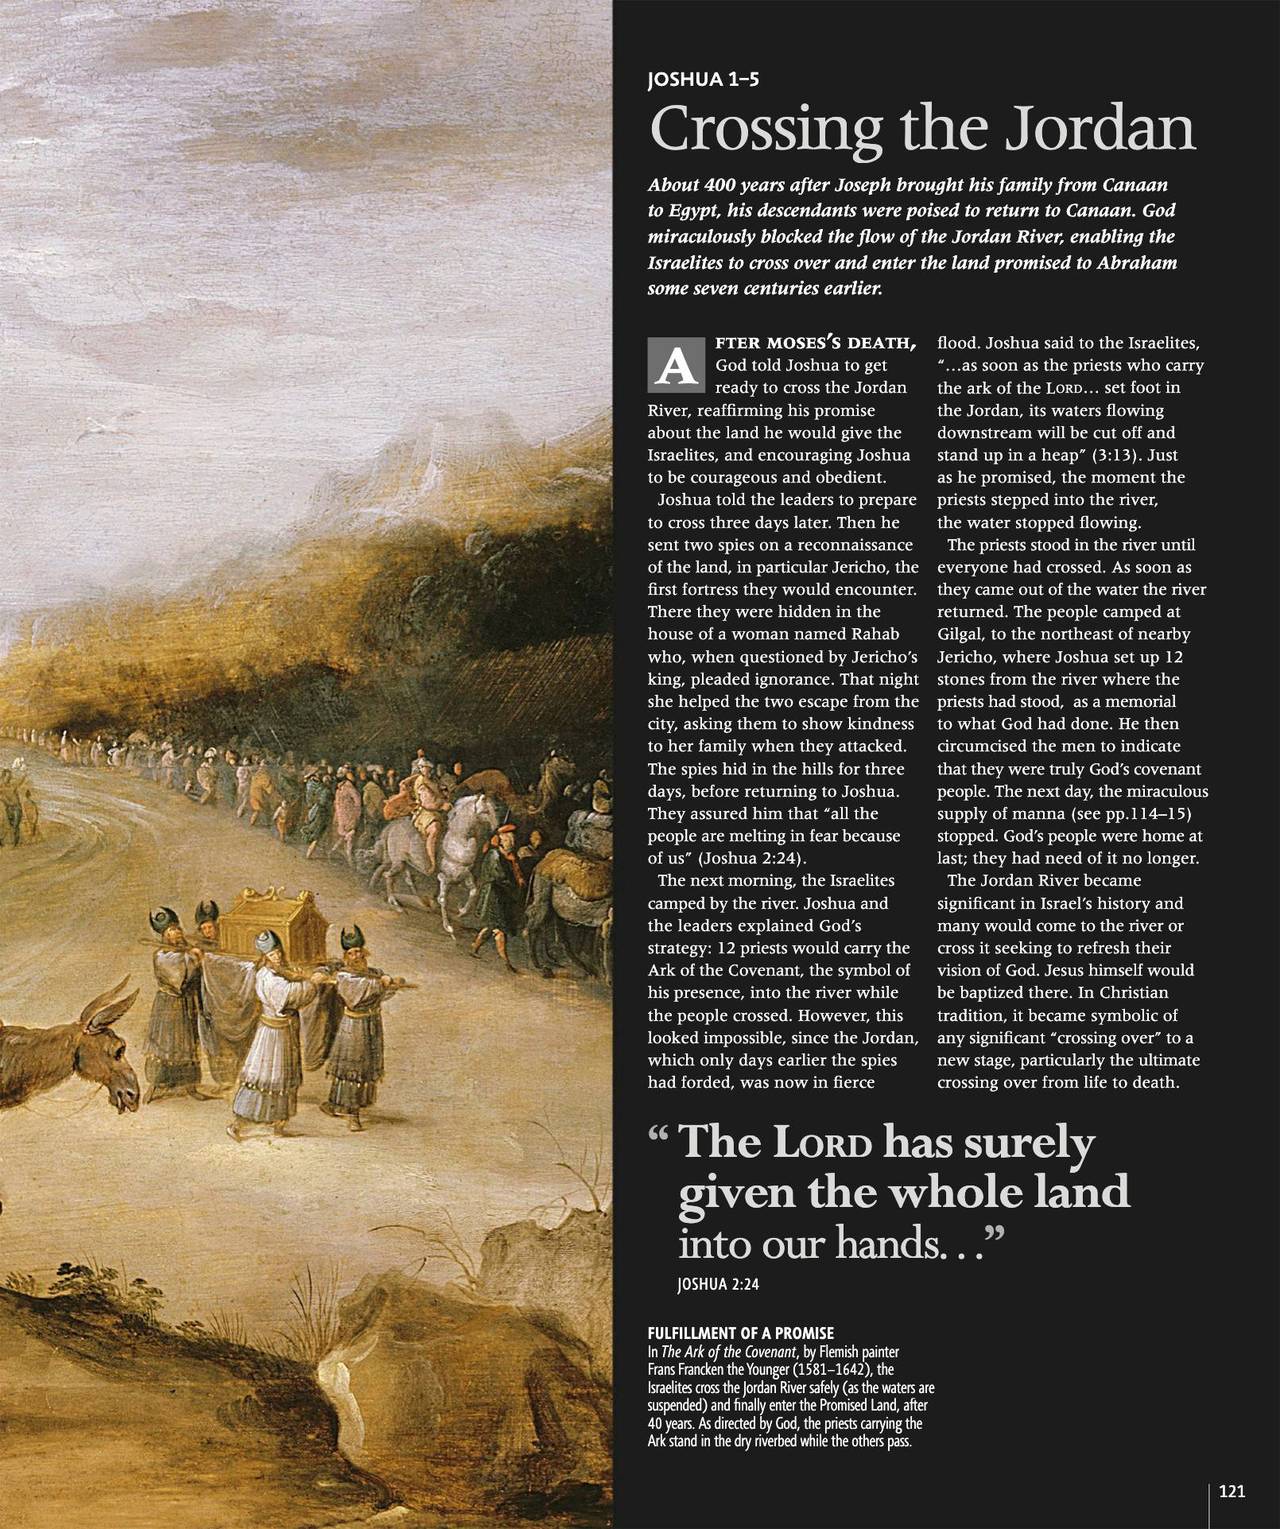 JOSHUA 1–5
Crossing the Jordan
About 400 years after Joseph brought his family from Canaan
to Egypt, his descendants were poised to return to Canaan. God
miraculously blocked the flow of the Jordan River, enabling the
Israelites to cross over and enter the land promised to Abraham
some seven centuries earlier.
AFTER MOSES'S DEATH,
God told Joshua to get
ready to cross the Jordan
River, reaffirming his promise
about the land he would give the
Israelites, and encouraging Joshua
to be courageous and obedient.
Joshua told the leaders to prepare
to cross three days later. Then he
sent two spies on a reconnaissance
of the land, in particular Jericho, the
first fortress they would encounter.
There they were hidden in the
house of a woman named Rahab
who, when questioned by Jericho's
king, pleaded ignorance. That night
she helped the two escape from the
city, asking them to show kindness
to her family when they attacked.
The spies hid in the hills for three
days, before returning to Joshua.
They assured him that “all the
people are melting in fear because
of us” (Joshua 2:24).
The next morning, the Israelites
camped by the river. Joshua and
the leaders explained God's
strategy: 12 priests would carry the
Ark of the Covenant, the symbol of
his presence, into the river while
the people crossed. However, this
looked impossible, since the Jordan,
which only days earlier the spies
had forded, was now in fierce
flood. Joshua said to the Israelites,
“…as soon as the priests who carry
the ark of the LORD… set foot in
the Jordan, its waters flowing
downstream will be cut off and
stand up in a heap” (3:13). Just
as he promised, the moment the
priests stepped into the river,
the water stopped flowing.
The priests stood in the river until
everyone had crossed. As soon as
they came out of the water the river
returned. The people camped at
Gilgal, to the northeast of nearby
Jericho, where Joshua set up 12
stones from the river where the
priests had stood, as a memorial
to what God had done. He then
circumcised the men to indicate
that they were truly God's covenant
people. The next day, the miraculous
supply of manna (see pp.114–15)
stopped. God's people were home at
last; they had need of it no longer.
The Jordan River became
significant in Israel's history and
many would come to the river or
cross it seeking to refresh their
vision of God. Jesus himself would
be baptized there. In Christian
tradition, it became symbolic of
any significant “crossing over” to a
new stage, particularly the ultimate
crossing over from life to death.
“The LORD has surely
given the whole land
into our hands…”
JOSHUA 2:24
FULFILLMENT OF A PROMISE
In The Ark of the Covenant, by Flemish painter
Frans Francken the Younger (1581–1642), the
Israelites cross the Jordan River safely (as the waters are
suspended) and finally enter the Promised Land, after
40 years. As directed by God, the priests carrying the
Ark stand in the dry riverbed while the others pass.
121